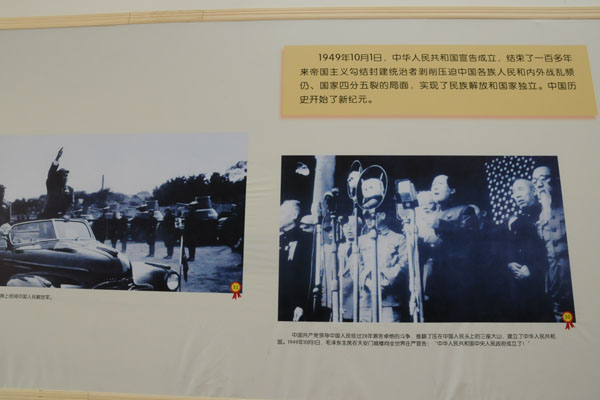 1949年10月1日，中华人民共和国宣告成立，结束了一百多年
来帝国主义勾结封建统治者剥削压迫中国各族人民和内外战乱频
仍、国家四分五裂的局面，实现了民族解放和国家独立。中国历
史开始了新纪元。
中国共产党领导中国人民经过28年艰苦卓绝的斗争，推翻了压在中国人民头上的三座大山，建立了中华人民共和
国。1949年10月1日，毛泽东主席在天安门城楼向全世界庄严宣告：“中华人民共和国中央人民政府成立了！”
中国人民解放军。